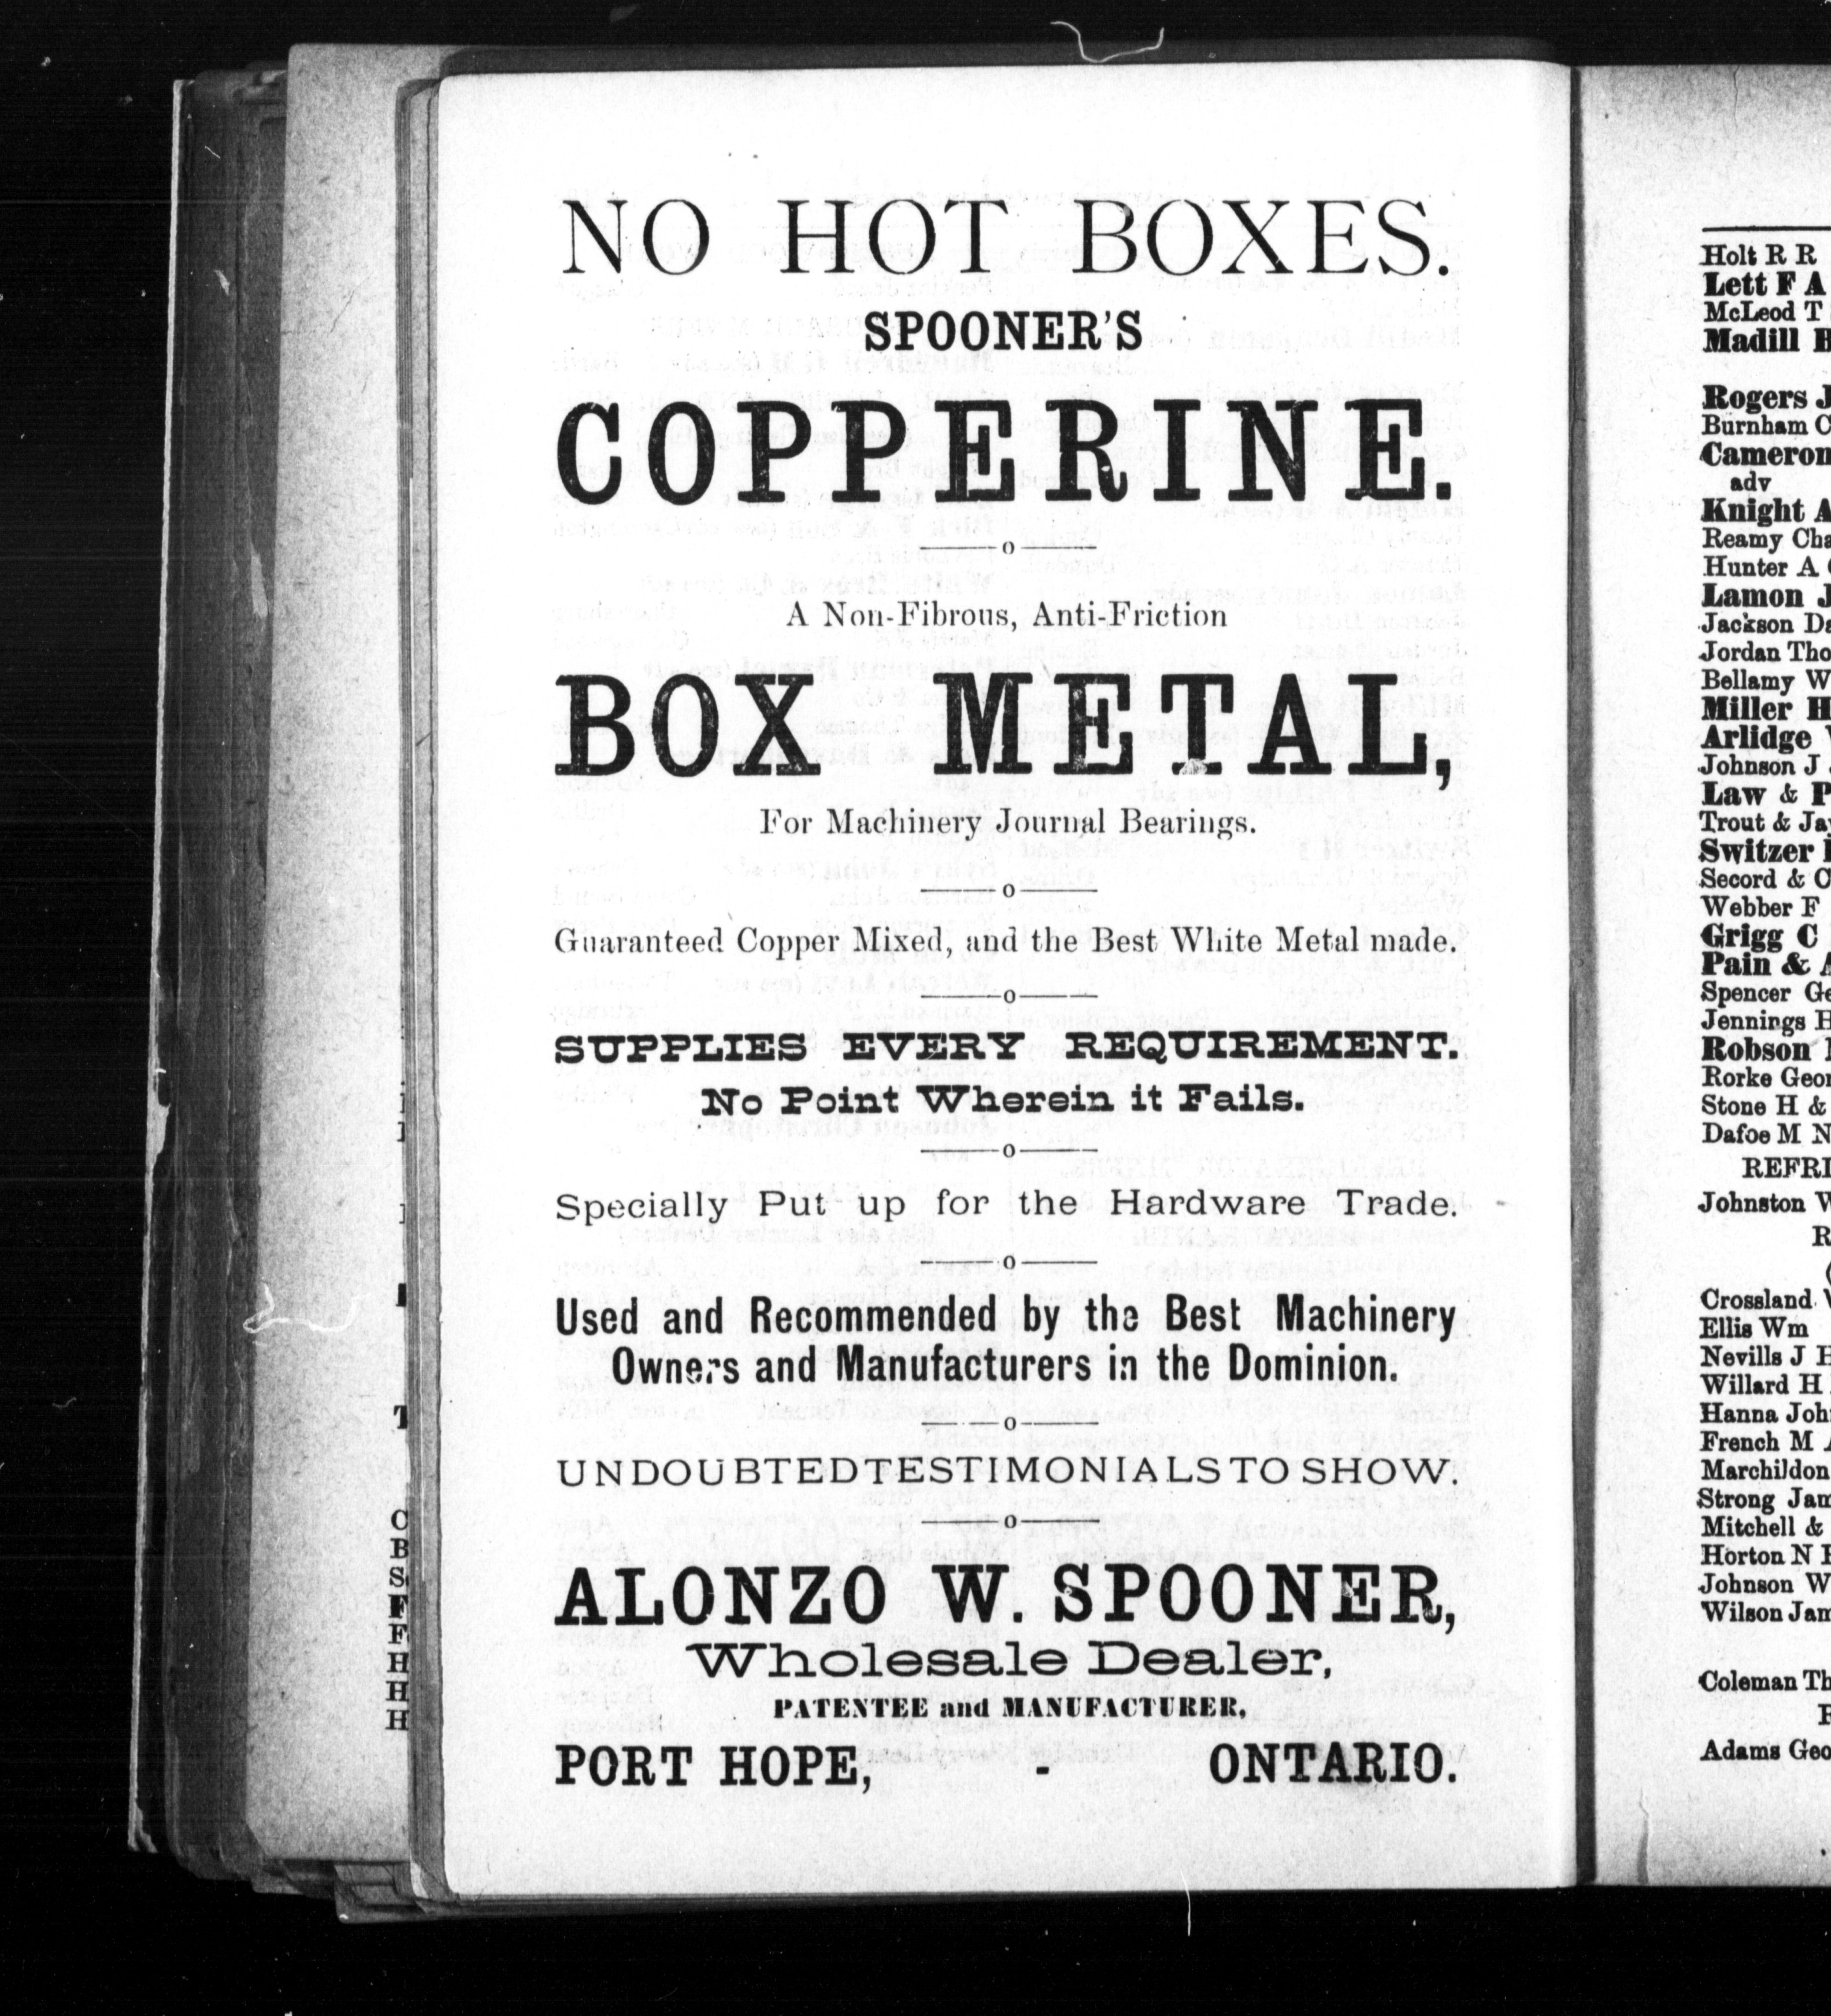 NO HOT BOXES.
SPOONER'S
COPPERINE.
A Non-Fibrous, Anti-Friction
BOX METAL,
For Machinery Journal Bearings.
Guaranteed Copper Mixed, and the Best White Metal made.
SUPPLIES EVERY REQUIREMENT.
No Point Wherein it Fails.
Specially Put up for the Hardware Trade.
Used and Recommended by the Best Machinery
Owners and Manufacturers in the Dominion.
UNDOUBTED TESTIMONIALS TO SHOW.
ALONZO W. SPOONER,
Wholesale Dealer,
PATENTEE and MANUFACTURER,
PORT HOPE, - ONTARIO.
Holt R R
Lett F A
McLeod T
Madill
Rogers J
Burnham C
Cameron
adv
Knight A
Reamy Cha
Hunter A
Lamon J
Jackson Da
Jordan Tho
Bellamy W
Miller H
Arlidge
Johnson J
Law & P
Trout & Ja
Switzer
Secord & C
Webber F
Grigg C
Pain & A
Spencer Ge
Jennings H
Robson
Rorke Geor
Stone H &
Dafoe M N
REFRI
Johnston W
R
Crossland
Ellis Wm
Nevills J H
Willard H
Hanna Joh
French M A
Marchildon
Strong Jam
Mitchell &
Horton N
Johnson W
Wilson Jam
Coleman Th
Adams Geo